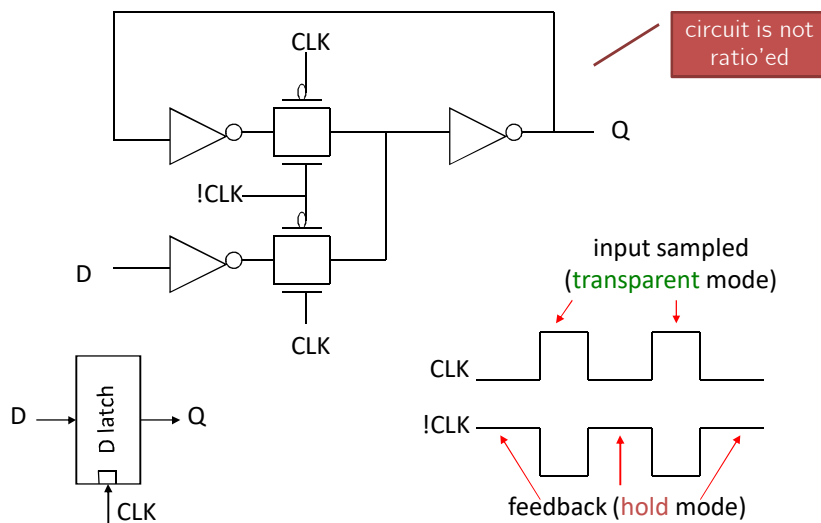 circuit is not
ratio'ed
CLK
Q
!CLK
D
CLK
input sampled
(transparent mode)
CLK
!CLK
feedback (hold mode)
D
D latch
Q
CLK